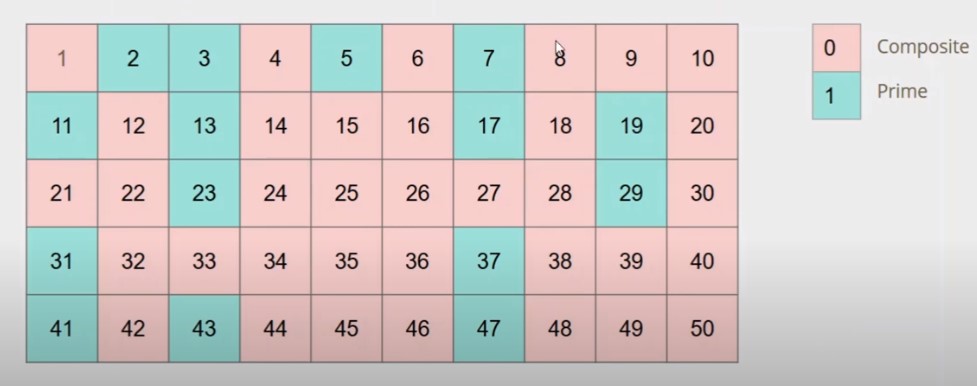 1 2 3 4 5 6 7 8 9 10
11 12 13 14 15 16 17 18 19 20
21 22 23 24 25 26 27 28 29 30
31 32 33 34 35 36 37 38 39 40
41 42 43 44 45 46 47 48 49 50
0 Composite
1 Prime